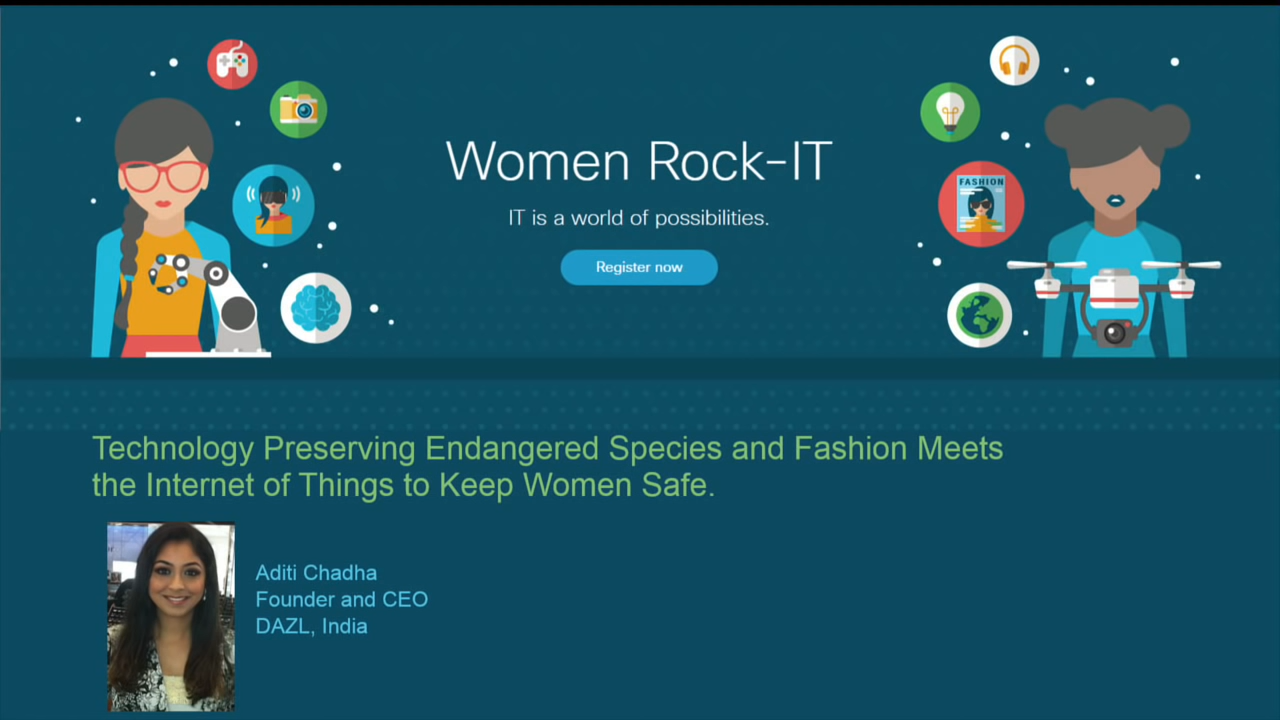 Women Rock-IT
IT is a world of possibilities.
Register now
FASHION
Technology Preserving Endangered Species and Fashion Meets
the Internet of Things to Keep Women Safe.
Aditi Chadha
Founder and CEO
DAZL, India